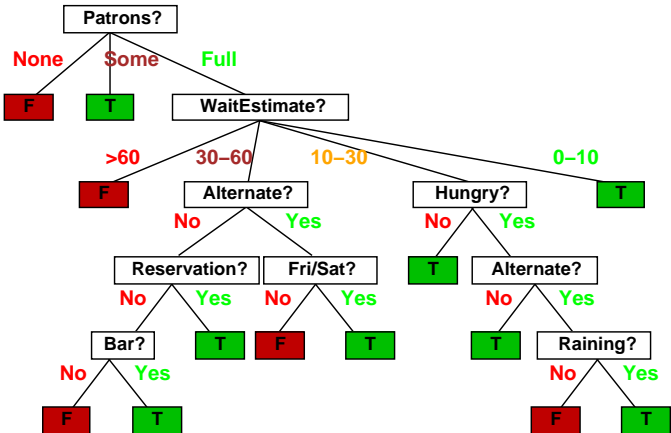 Patrons?
None Some Full
F T WaitEstimate?
>60 30–60 10–30 0–10
F Alternate? Hungry? T
No Yes No Yes
Reservation? Fri/Sat? T Alternate?
No Yes No Yes No Yes
Bar? T F T T Raining?
No Yes No Yes
F T F T